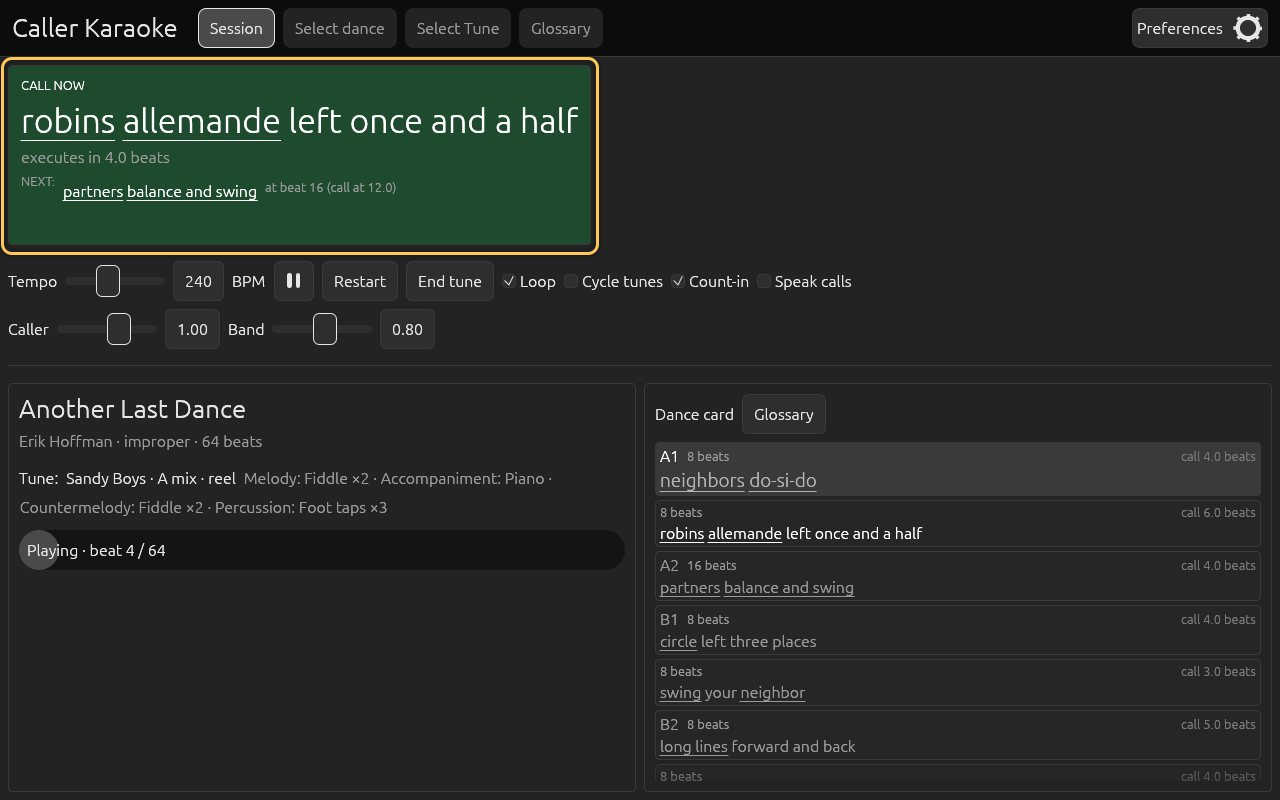 Caller Karaoke Session Select dance Select Tune Glossary Preferences
CALL NOW
robins allemande left once and a half
executes in 4.0 beats
NEXT: partners balance and swing at beat 16 (call at 12.0)
Tempo 240 BPM Restart End tune Loop Cycle tunes Count-in Speak calls
Caller 1.00 Band 0.80
Another Last Dance
Erik Hoffman · improper · 64 beats
Tune: Sandy Boys · A mix · reel Melody: Fiddle ×2 · Accompaniment: Piano ·
Countermelody: Fiddle ×2 · Percussion: Foot taps ×3
Playing · beat 4 / 64
Dance card Glossary
A1 8 beats call 4.0 beats
neighbors do-si-do
8 beats call 6.0 beats
robins allemande left once and a half
A2 16 beats call 4.0 beats
partners balance and swing
B1 8 beats call 4.0 beats
circle left three places
8 beats call 3.0 beats
swing your neighbor
B2 8 beats call 5.0 beats
long lines forward and back
8 beats call 4.0 beats